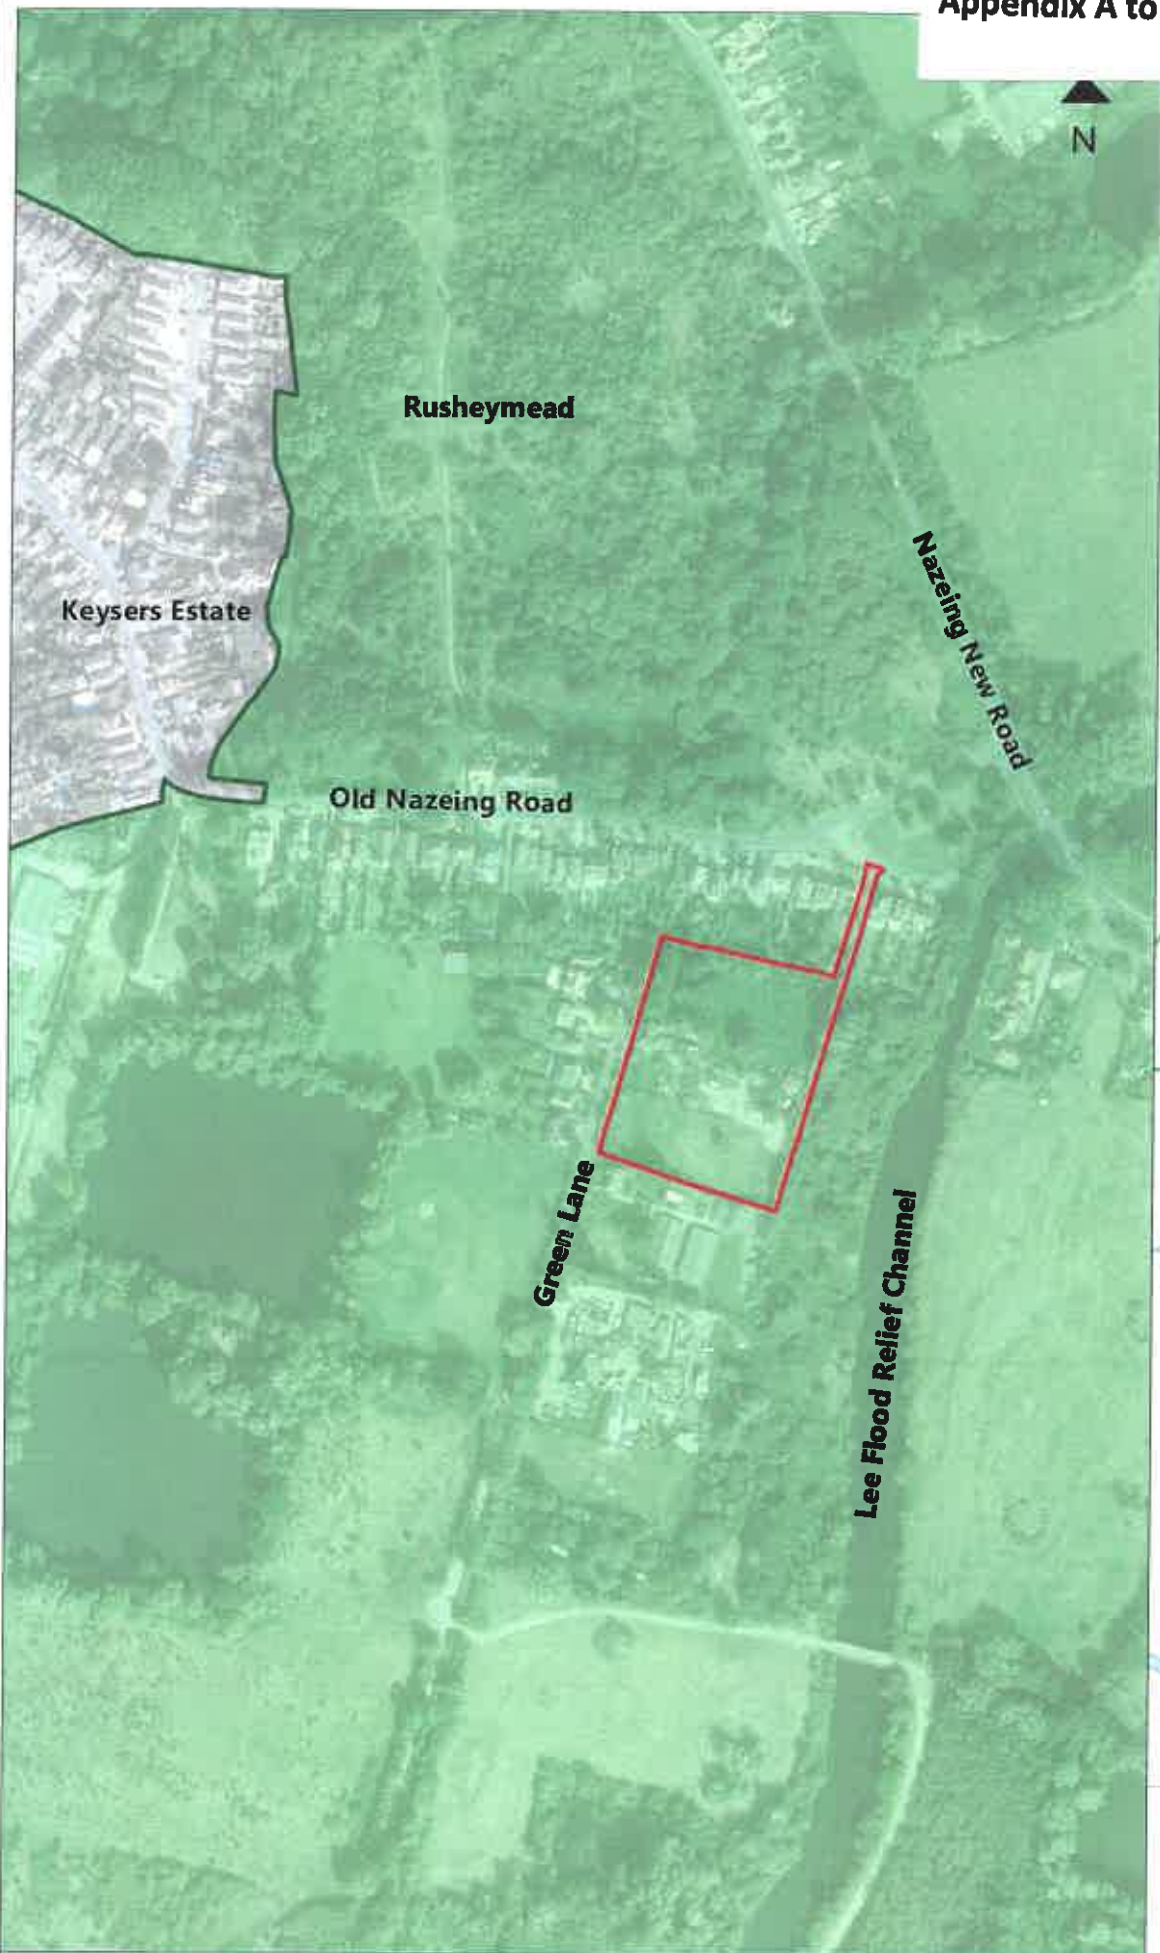 Appendix A to
N
Rusheymead
Nazeing New Road
Keysers Estate
Old Nazeing Road
Green Lane
Lee Flood Relief Channel